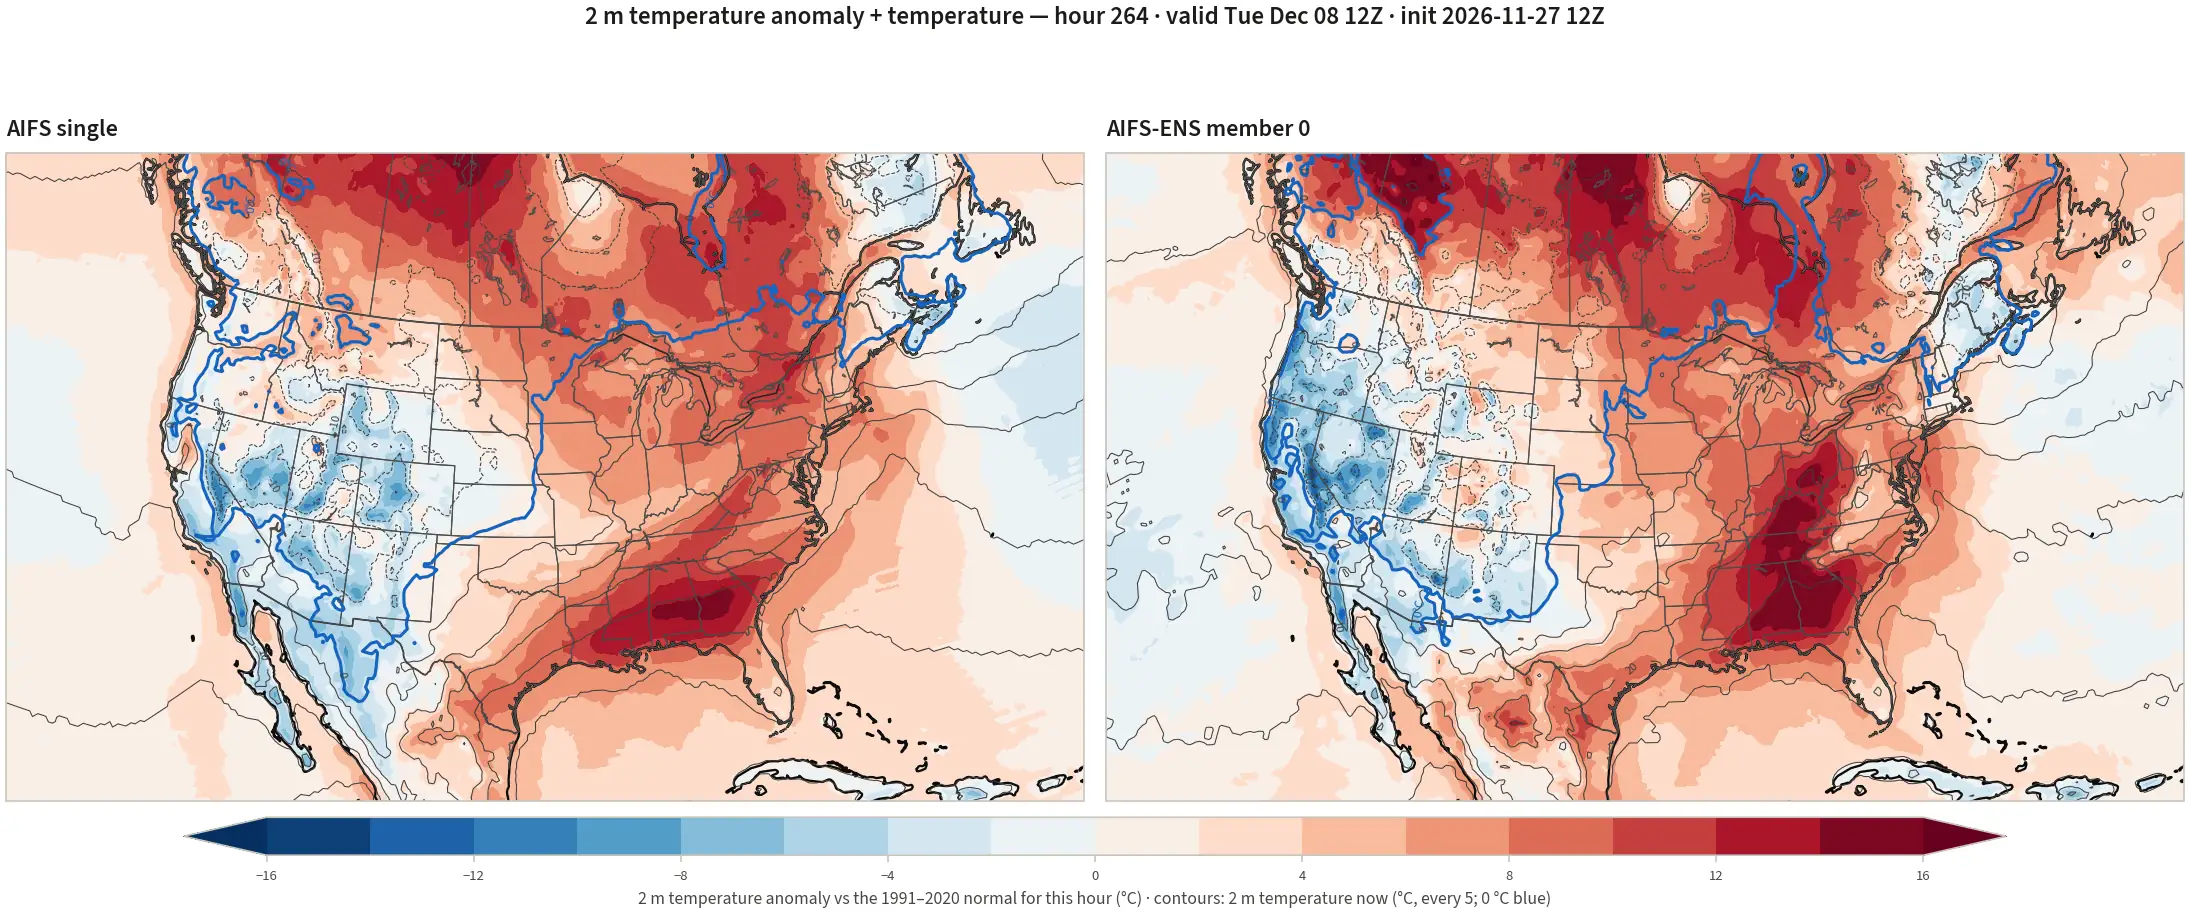 2 m temperature anomaly + temperature — hour 264 · valid Tue Dec 08 12Z · init 2026-11-27 12Z
AIFS single
AIFS-ENS member 0
−16 −12 −8 −4 0 4 8 12 16
2 m temperature anomaly vs the 1991–2020 normal for this hour (°C) · contours: 2 m temperature now (°C, every 5; 0 °C blue)